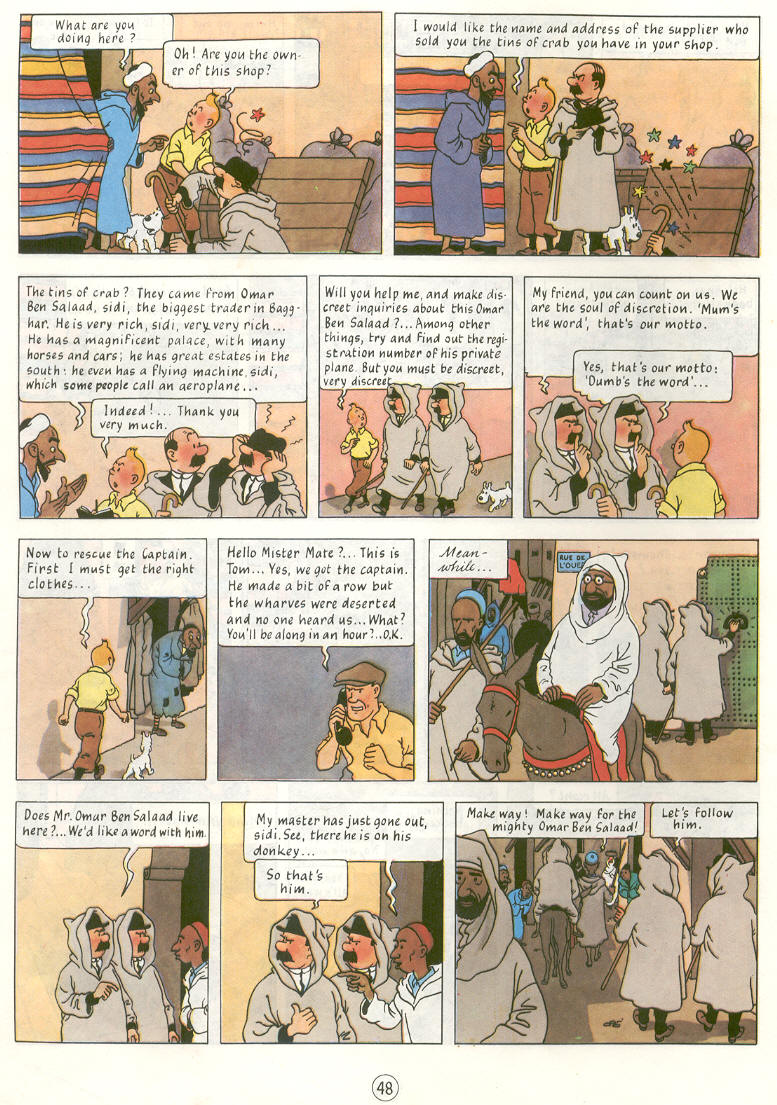 What are you
doing here?
Oh! Are you the own-
er of this shop?
I would like the name and address of the supplier who
sold you the tins of crab you have in your shop.
The tins of crab? They came from Omar
Ben Salaad, sidi, the biggest trader in Bagg-
har. He is very rich, sidi, very, very rich...
He has a magnificent palace, with many
horses and cars; he has great estates in the
south: he even has a flying machine, sidi,
which some people call an aeroplane...
Indeed!... Thank you
very much.
Will you help me, and make dis-
creet inquiries about this Omar
Ben Salaad?... Among other
things, try and find out the regi-
stration number of his private
plane. But you must be discreet,
very discreet
My friend, you can count on us. We
are the soul of discretion. 'Mum's
the word', that's our motto.
Yes, that's our motto:
'Dumb's the word'...
Now to rescue the Captain.
First I must get the right
clothes...
Hello Mister Mate?... This is
Tom... Yes, we got the captain.
He made a bit of a row but
the wharves were deserted
and no one heard us... What?
You'll be along in an hour?..O.K.
Mean-
while...
RUE DE
L'OUED
Does Mr. Omar Ben Salaad live
here?... We'd like a word with him.
My master has just gone out,
sidi. See, there he is on his
donkey...
So that's
him.
Make way! Make way for the
mighty Omar Ben Salaad!
Let's follow
him.
48